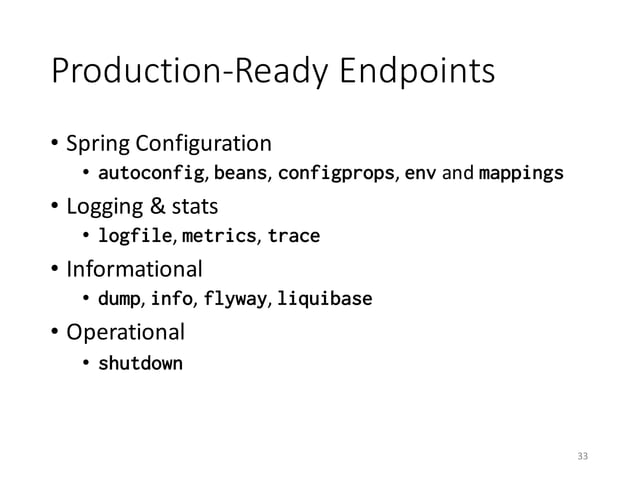 Production-Ready Endpoints
• Spring Configuration
• autoconfig, beans, configprops, env and mappings
• Logging & stats
• logfile, metrics, trace
• Informational
• dump, info, flyway, liquibase
• Operational
• shutdown
33